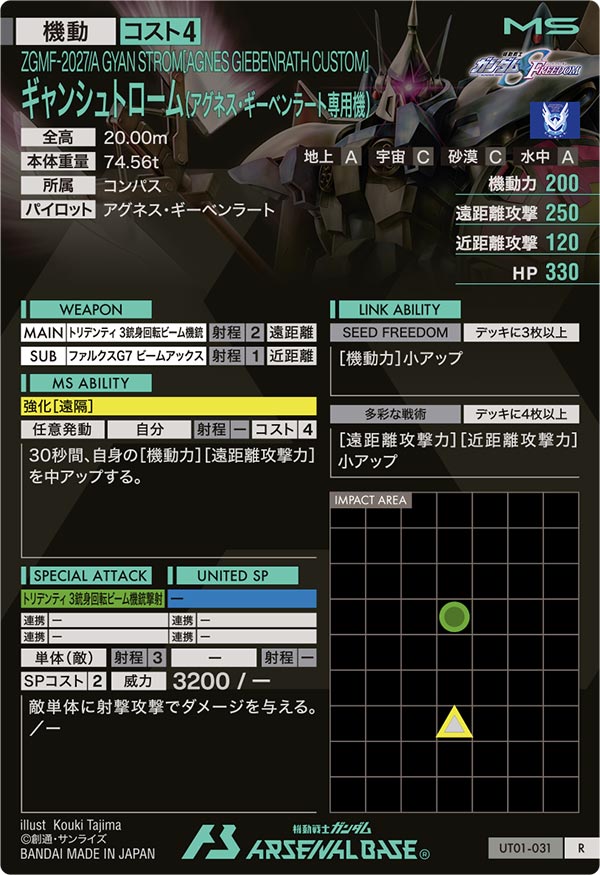 機動 コスト4 MS
ZGMF-2027/A GYAN STROM[AGNES GIEBENRATH CUSTOM]
ギャンシュトローム(アグネス・ギーベンラート専用機)
機動戦士 ガンダム SEED FREEDOM
全高 20.00m
本体重量 74.56t
所属 コンパス
パイロット アグネス・ギーベンラート
地上 A 宇宙 C 砂漠 C 水中 A
機動力 200
遠距離攻撃 250
近距離攻撃 120
HP 330
WEAPON
MAIN トリデンティ 3銃身回転ビーム機銃 射程 2 遠距離
SUB ファルクスG7 ビームアックス 射程 1 近距離
MS ABILITY
強化[遠隔]
任意発動 自分 射程 ー コスト 4
30秒間、自身の[機動力][遠距離攻撃力]
を中アップする。
LINK ABILITY
SEED FREEDOM デッキに3枚以上
[機動力]小アップ
多彩な戦術 デッキに4枚以上
[遠距離攻撃力][近距離攻撃力]
小アップ
IMPACT AREA
SPECIAL ATTACK UNITED SP
トリデンティ 3銃身回転ビーム機銃撃射 ー
連携 ー 連携 ー
連携 ー 連携 ー
単体(敵) 射程 3 ー 射程 ー
SPコスト 2 威力 3200 / ー
敵単体に射撃攻撃でダメージを与える。
/ー
illust Kouki Tajima
©創通・サンライズ
BANDAI MADE IN JAPAN
機動戦士ガンダム
AB ARSENAL BASE ®
UT01-031 R